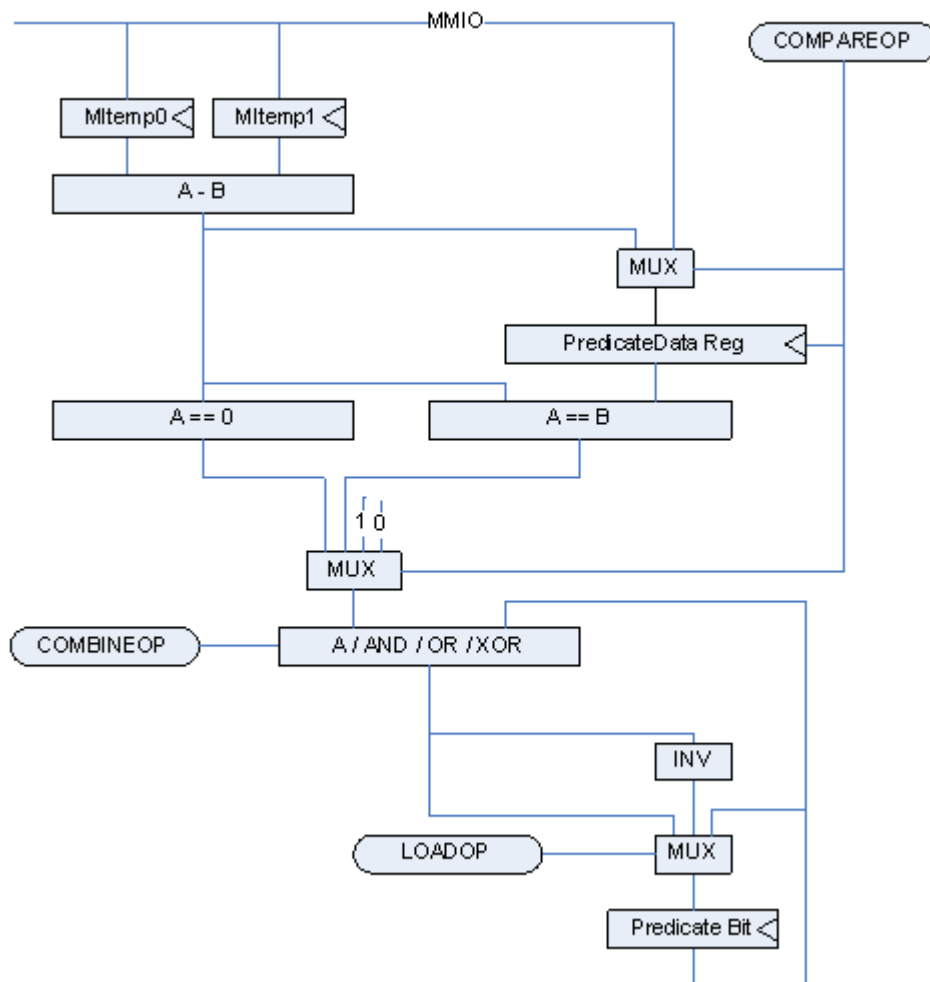 MMIO
COMPAREOP
MItemp0
MItemp1
A - B
MUX
PredicateData Reg
A == 0
A == B
1
0
MUX
COMBINEOP
A / AND / OR / XOR
INV
LOADOP
MUX
Predicate Bit